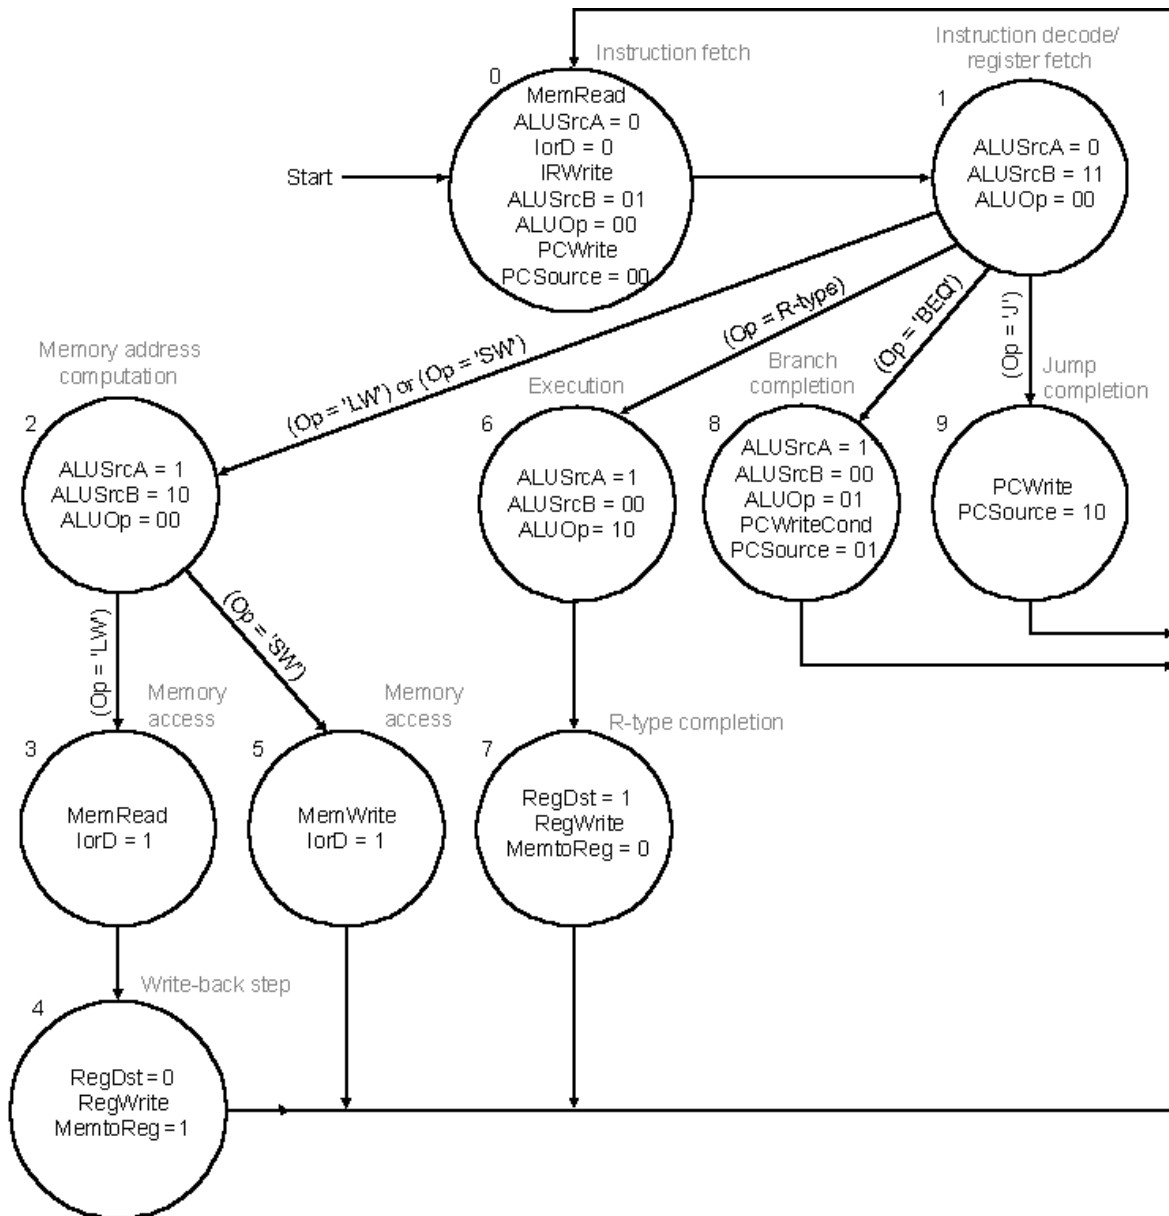 Instruction fetch
0
MemRead
ALUSrcA = 0
IorD = 0
IRWrite
ALUSrcB = 01
ALUOp = 00
PCWrite
PCSource = 00
Start
Instruction decode/
register fetch
1
ALUSrcA = 0
ALUSrcB = 11
ALUOp = 00
(Op = 'LW') or (Op = 'SW')
(Op = R-type)
(Op = 'BEQ')
(Op = 'J')
Memory address
computation
2
ALUSrcA = 1
ALUSrcB = 10
ALUOp = 00
Execution
6
ALUSrcA = 1
ALUSrcB = 00
ALUOp= 10
Branch
completion
8
ALUSrcA = 1
ALUSrcB = 00
ALUOp = 01
PCWriteCond
PCSource = 01
Jump
completion
9
PCWrite
PCSource = 10
(Op = 'LW')
(Op = 'SW')
Memory
access
3
MemRead
IorD = 1
Memory
access
5
MemWrite
IorD = 1
R-type completion
7
RegDst = 1
RegWrite
MemtoReg = 0
Write-back step
4
RegDst = 0
RegWrite
MemtoReg =1